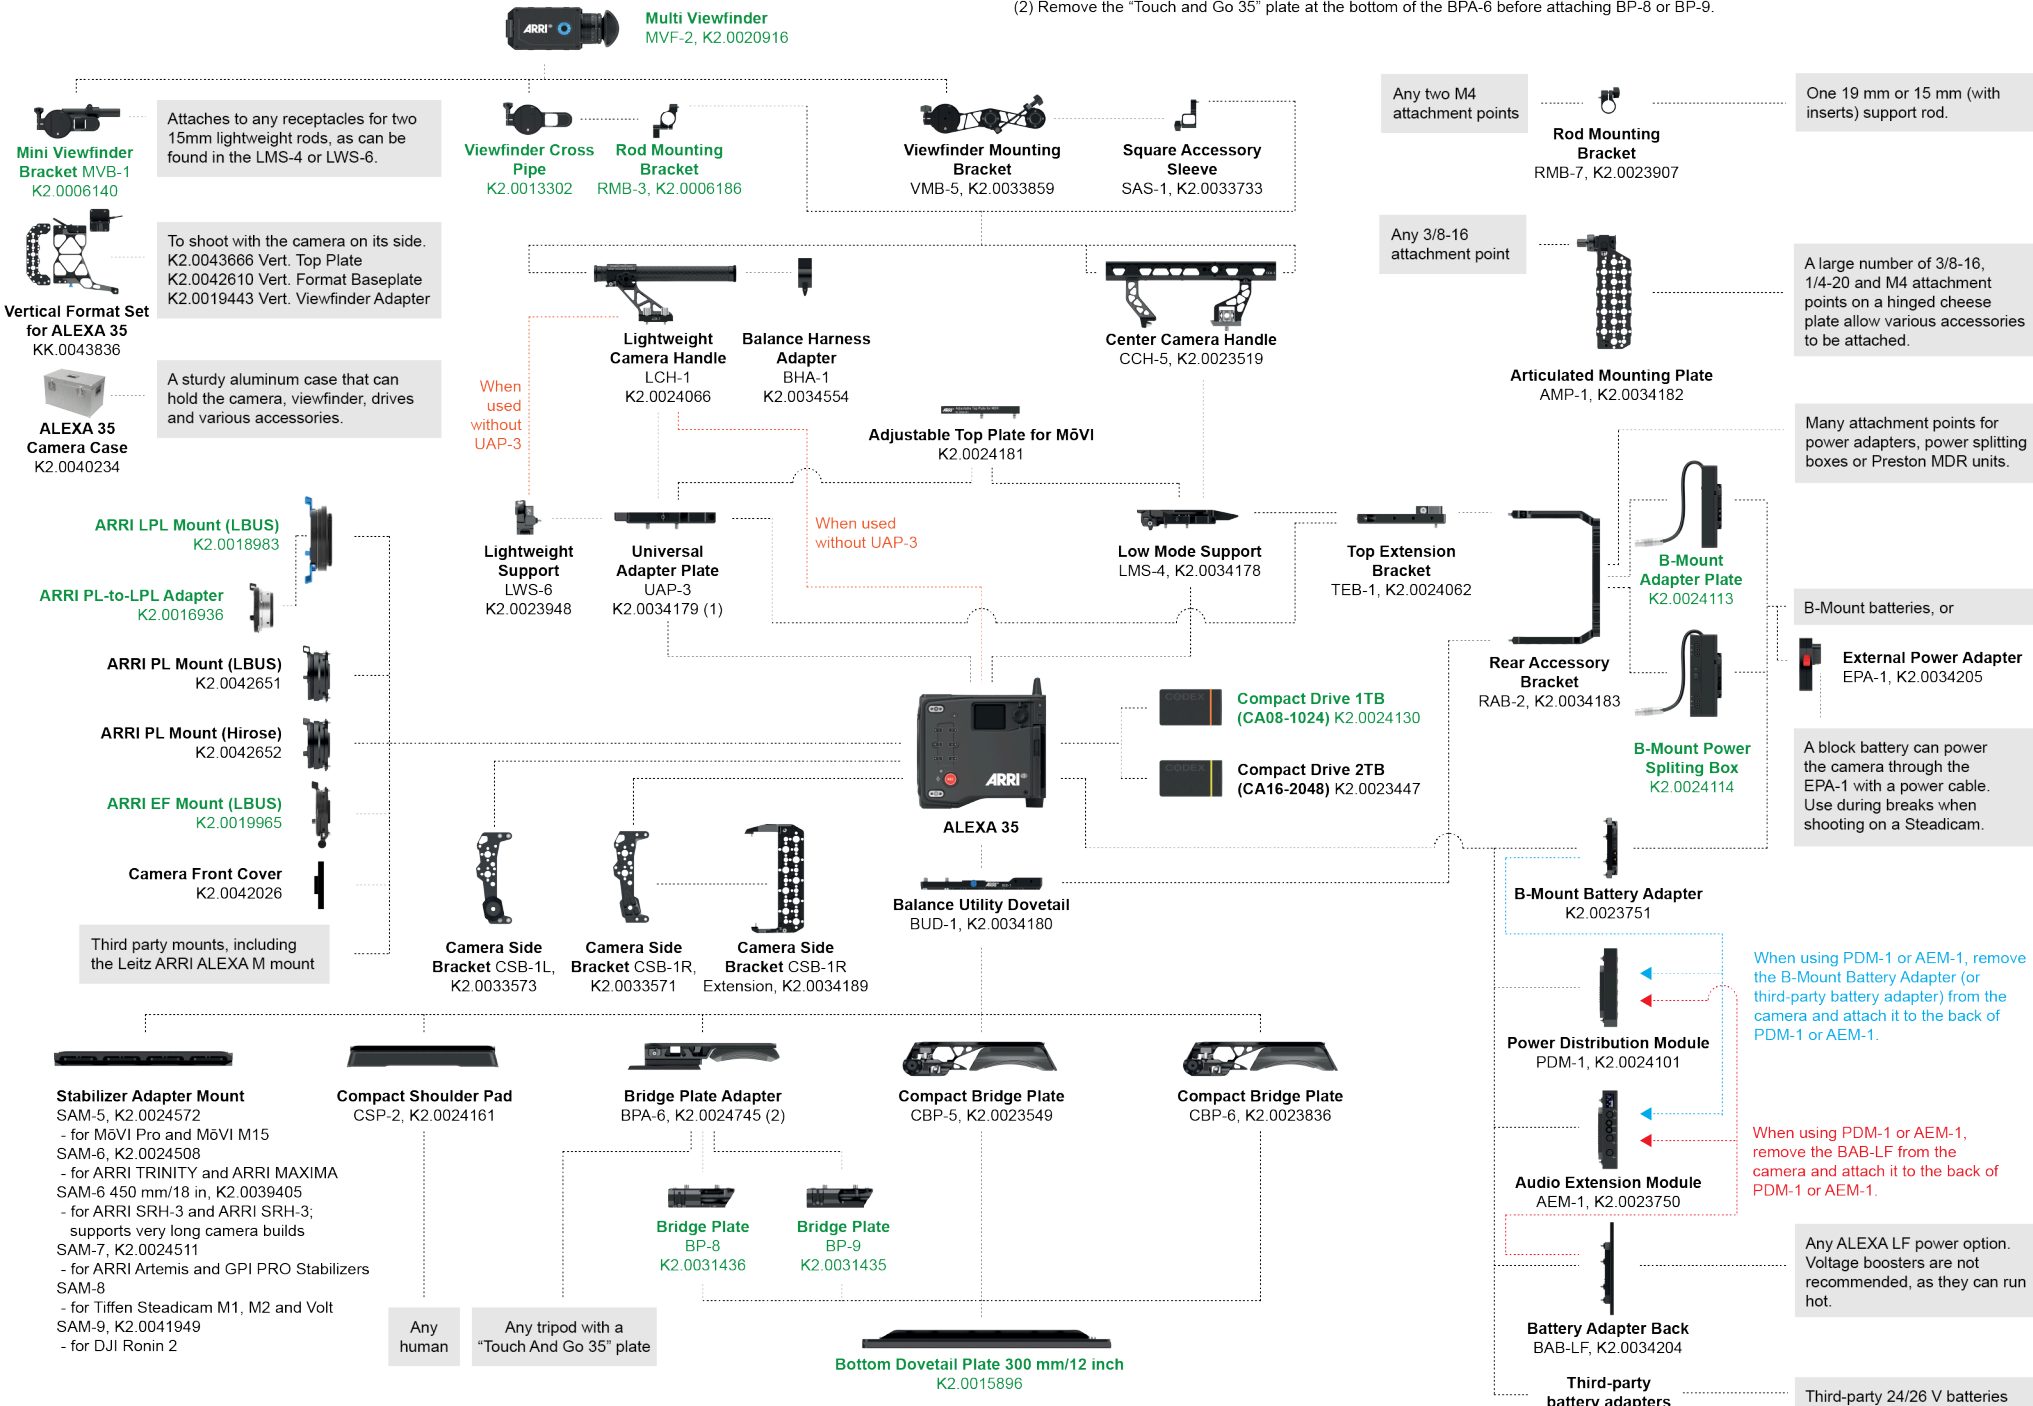 (2) Remove the “Touch and Go 35” plate at the bottom of the BPA-6 before attaching BP-8 or BP-9.
ARRI
Multi Viewfinder
MVF-2, K2.0020916
Mini Viewfinder
Bracket MVB-1
K2.0006140
Attaches to any receptacles for two
15mm lightweight rods, as can be
found in the LMS-4 or LWS-6.
Viewfinder Cross
Pipe
K2.0013302
Rod Mounting
Bracket
RMB-3, K2.0006186
Viewfinder Mounting
Bracket
VMB-5, K2.0033859
Square Accessory
Sleeve
SAS-1, K2.0033733
Any two M4
attachment points
Rod Mounting
Bracket
RMB-7, K2.0023907
One 19 mm or 15 mm (with
inserts) support rod.
Vertical Format Set
for ALEXA 35
KK.0043836
To shoot with the camera on its side.
K2.0043666 Vert. Top Plate
K2.0042610 Vert. Format Baseplate
K2.0019443 Vert. Viewfinder Adapter
Any 3/8-16
attachment point
Articulated Mounting Plate
AMP-1, K2.0034182
A large number of 3/8-16,
1/4-20 and M4 attachment
points on a hinged cheese
plate allow various accessories
to be attached.
ALEXA 35
Camera Case
K2.0040234
A sturdy aluminum case that can
hold the camera, viewfinder, drives
and various accessories.
When
used
without
UAP-3
Lightweight
Camera Handle
LCH-1
K2.0024066
Balance Harness
Adapter
BHA-1
K2.0034554
Center Camera Handle
CCH-5, K2.0023519
Adjustable Top Plate for MōVI
K2.0024181
Many attachment points for
power adapters, power splitting
boxes or Preston MDR units.
ARRI LPL Mount (LBUS)
K2.0018983
ARRI PL-to-LPL Adapter
K2.0016936
ARRI PL Mount (LBUS)
K2.0042651
ARRI PL Mount (Hirose)
K2.0042652
ARRI EF Mount (LBUS)
K2.0019965
Camera Front Cover
K2.0042026
Third party mounts, including
the Leitz ARRI ALEXA M mount
Lightweight
Support
LWS-6
K2.0023948
Universal
Adapter Plate
UAP-3
K2.0034179 (1)
When used
without UAP-3
Low Mode Support
LMS-4, K2.0034178
Top Extension
Bracket
TEB-1, K2.0024062
Rear Accessory
Bracket
RAB-2, K2.0034183
B-Mount
Adapter Plate
K2.0024113
B-Mount Power
Spliting Box
K2.0024114
B-Mount batteries, or
External Power Adapter
EPA-1, K2.0034205
A block battery can power
the camera through the
EPA-1 with a power cable.
Use during breaks when
shooting on a Steadicam.
ARRI
ALEXA 35
CODEX
Compact Drive 1TB
(CA08-1024) K2.0024130
CODEX
Compact Drive 2TB
(CA16-2048) K2.0023447
Camera Side
Bracket CSB-1L,
K2.0033573
Camera Side
Bracket CSB-1R,
K2.0033571
Camera Side
Bracket CSB-1R
Extension, K2.0034189
ARRI
Balance Utility Dovetail
BUD-1, K2.0034180
B-Mount Battery Adapter
K2.0023751
Power Distribution Module
PDM-1, K2.0024101
When using PDM-1 or AEM-1, remove
the B-Mount Battery Adapter (or
third-party battery adapter) from the
camera and attach it to the back of
PDM-1 or AEM-1.
Audio Extension Module
AEM-1, K2.0023750
When using PDM-1 or AEM-1,
remove the BAB-LF from the
camera and attach it to the back of
PDM-1 or AEM-1.
Battery Adapter Back
BAB-LF, K2.0034204
Any ALEXA LF power option.
Voltage boosters are not
recommended, as they can run
hot.
Third-party
battery adapters
Third-party 24/26 V batteries
Stabilizer Adapter Mount
SAM-5, K2.0024572
- for MōVI Pro and MōVI M15
SAM-6, K2.0024508
- for ARRI TRINITY and ARRI MAXIMA
SAM-6 450 mm/18 in, K2.0039405
- for ARRI SRH-3 and ARRI SRH-3;
supports very long camera builds
SAM-7, K2.0024511
- for ARRI Artemis and GPI PRO Stabilizers
SAM-8
- for Tiffen Steadicam M1, M2 and Volt
SAM-9, K2.0041949
- for DJI Ronin 2
Compact Shoulder Pad
CSP-2, K2.0024161
Any
human
Bridge Plate Adapter
BPA-6, K2.0024745 (2)
Any tripod with a
“Touch And Go 35” plate
Bridge Plate
BP-8
K2.0031436
Bridge Plate
BP-9
K2.0031435
Compact Bridge Plate
CBP-5, K2.0023549
Compact Bridge Plate
CBP-6, K2.0023836
Bottom Dovetail Plate 300 mm/12 inch
K2.0015896